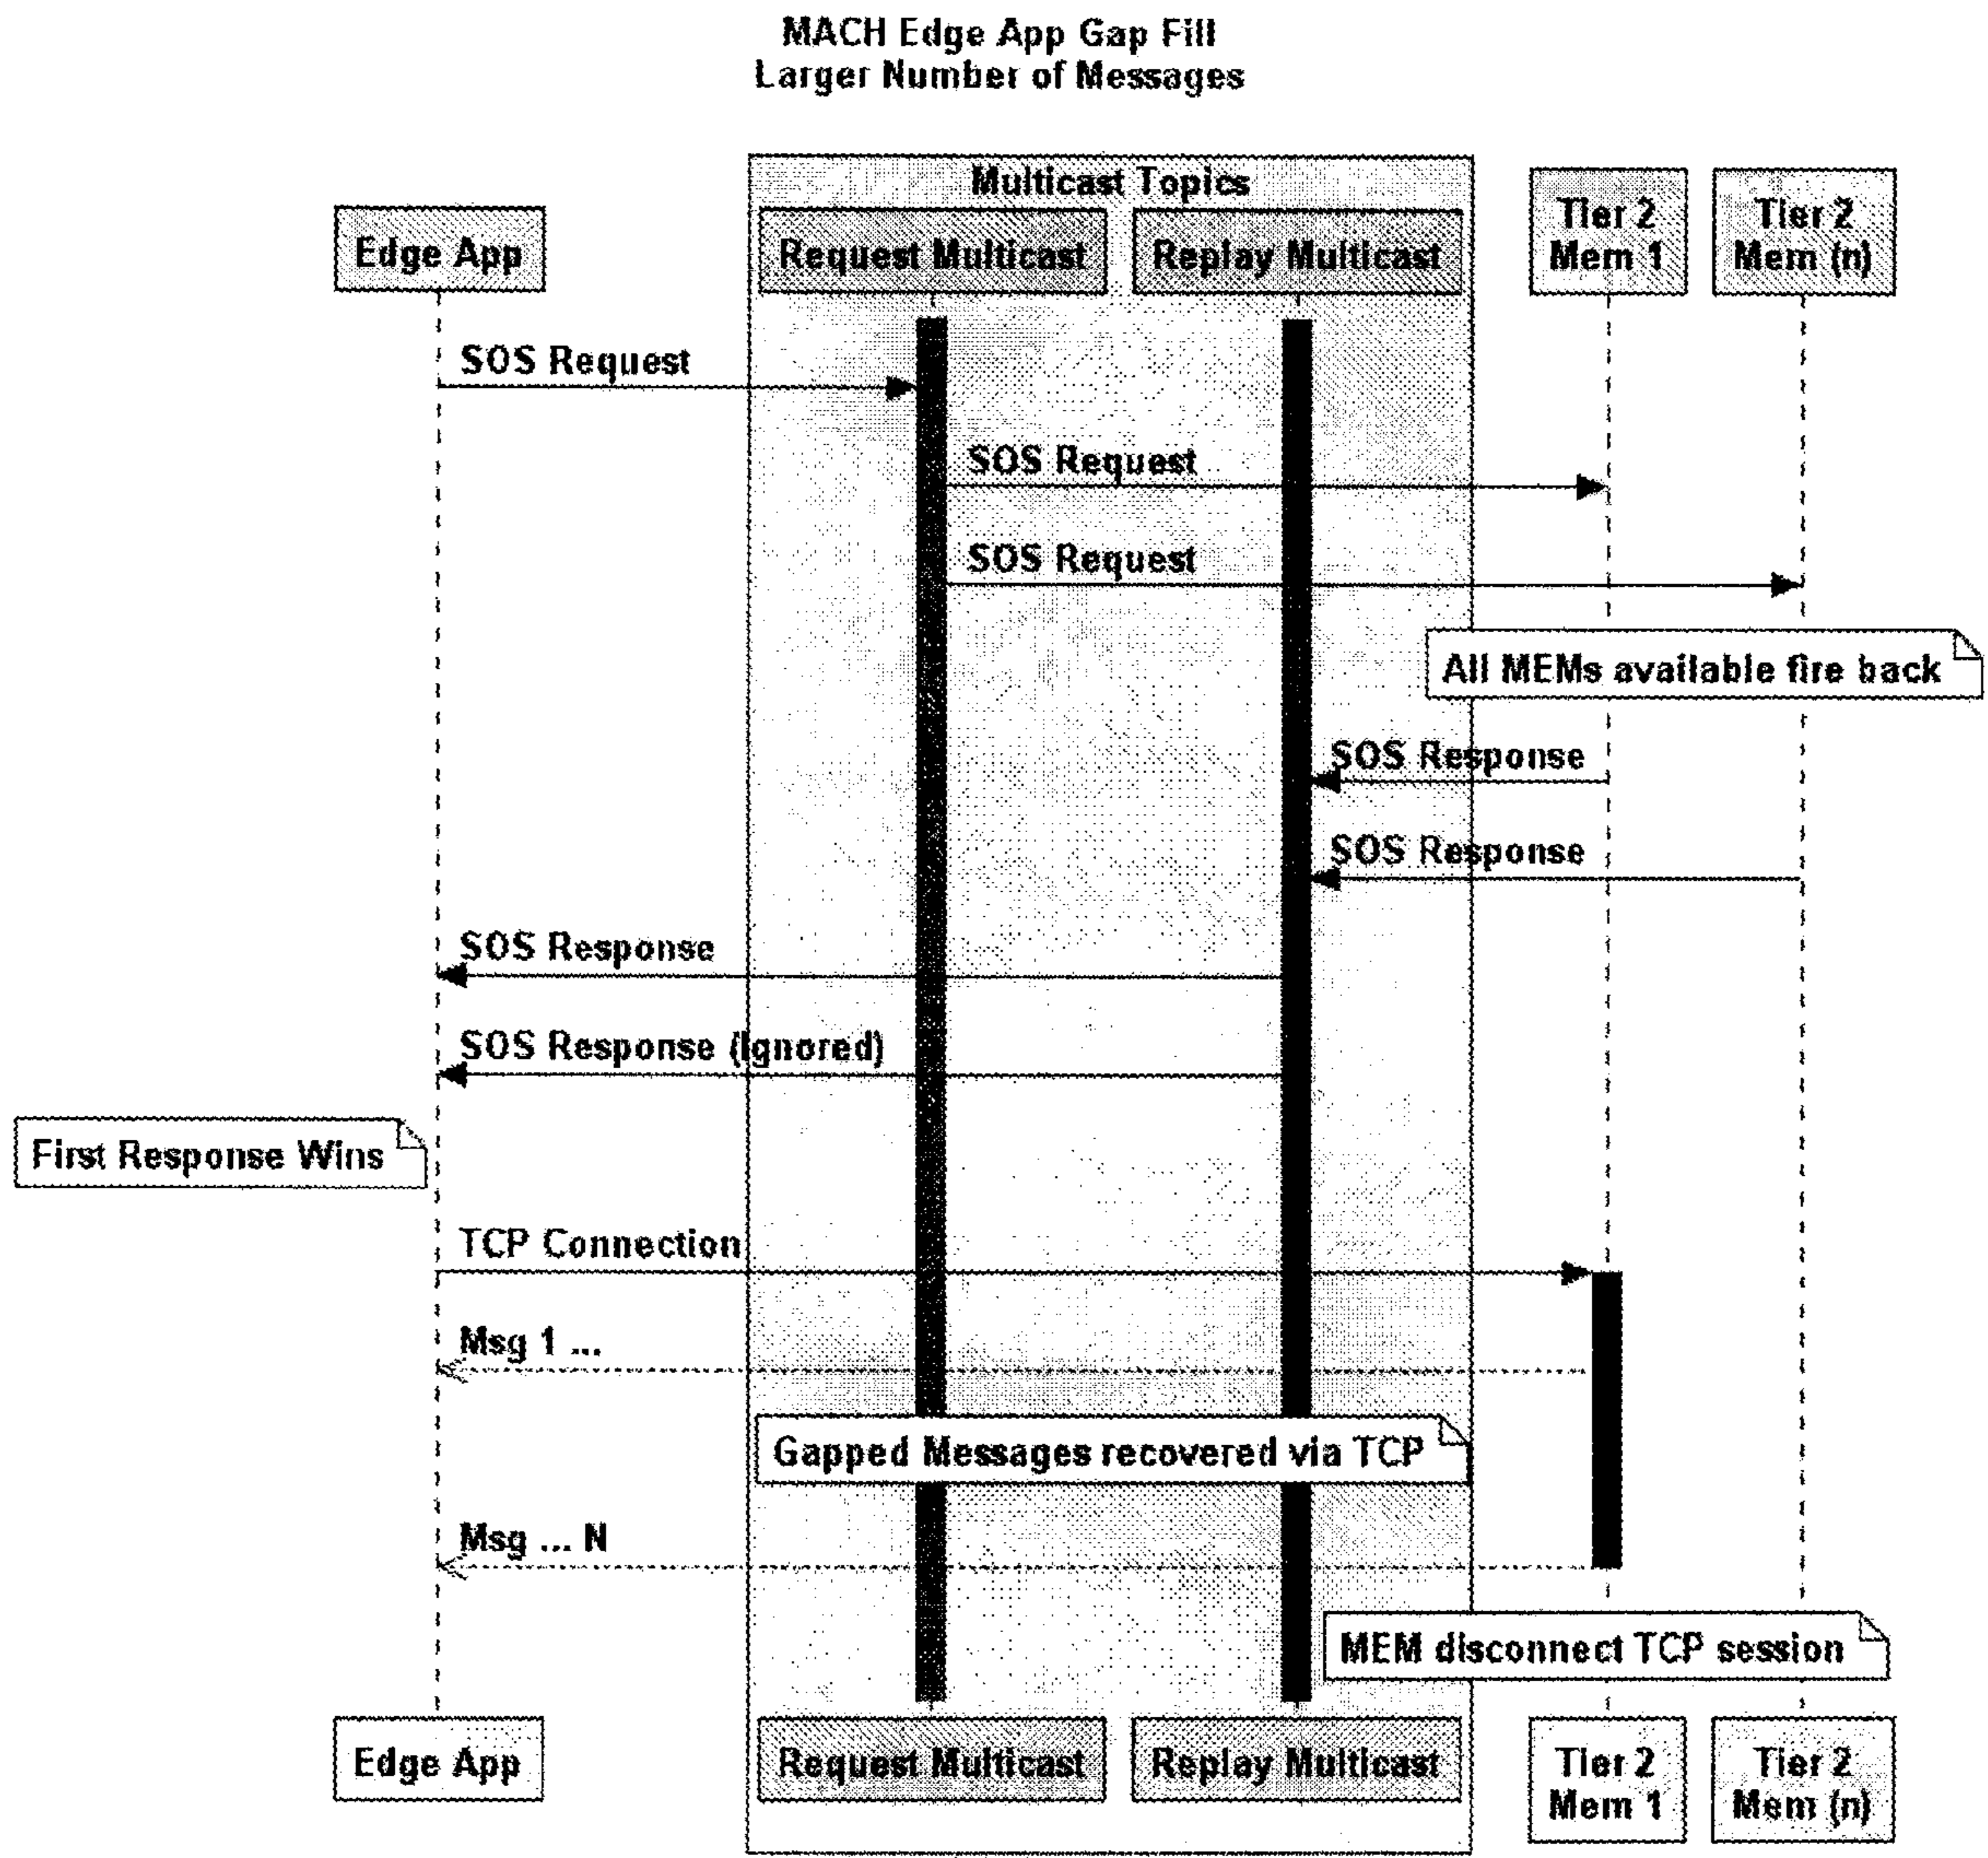 MACH Edge App Gap Fill
Larger Number of Messages
Multicast Topics
Edge App
Request Multicast
Replay Multicast
Tier 2
Mem 1
Tier 2
Mem (n)
SOS Request
SOS Request
SOS Request
All MEMs available fire back
SOS Response
SOS Response
SOS Response
SOS Response (Ignored)
First Response Wins
TCP Connection
Msg 1 ...
Gapped Messages recovered via TCP
Msg ... N
MEM disconnect TCP session
Edge App
Request Multicast
Replay Multicast
Tier 2
Mem 1
Tier 2
Mem (n)